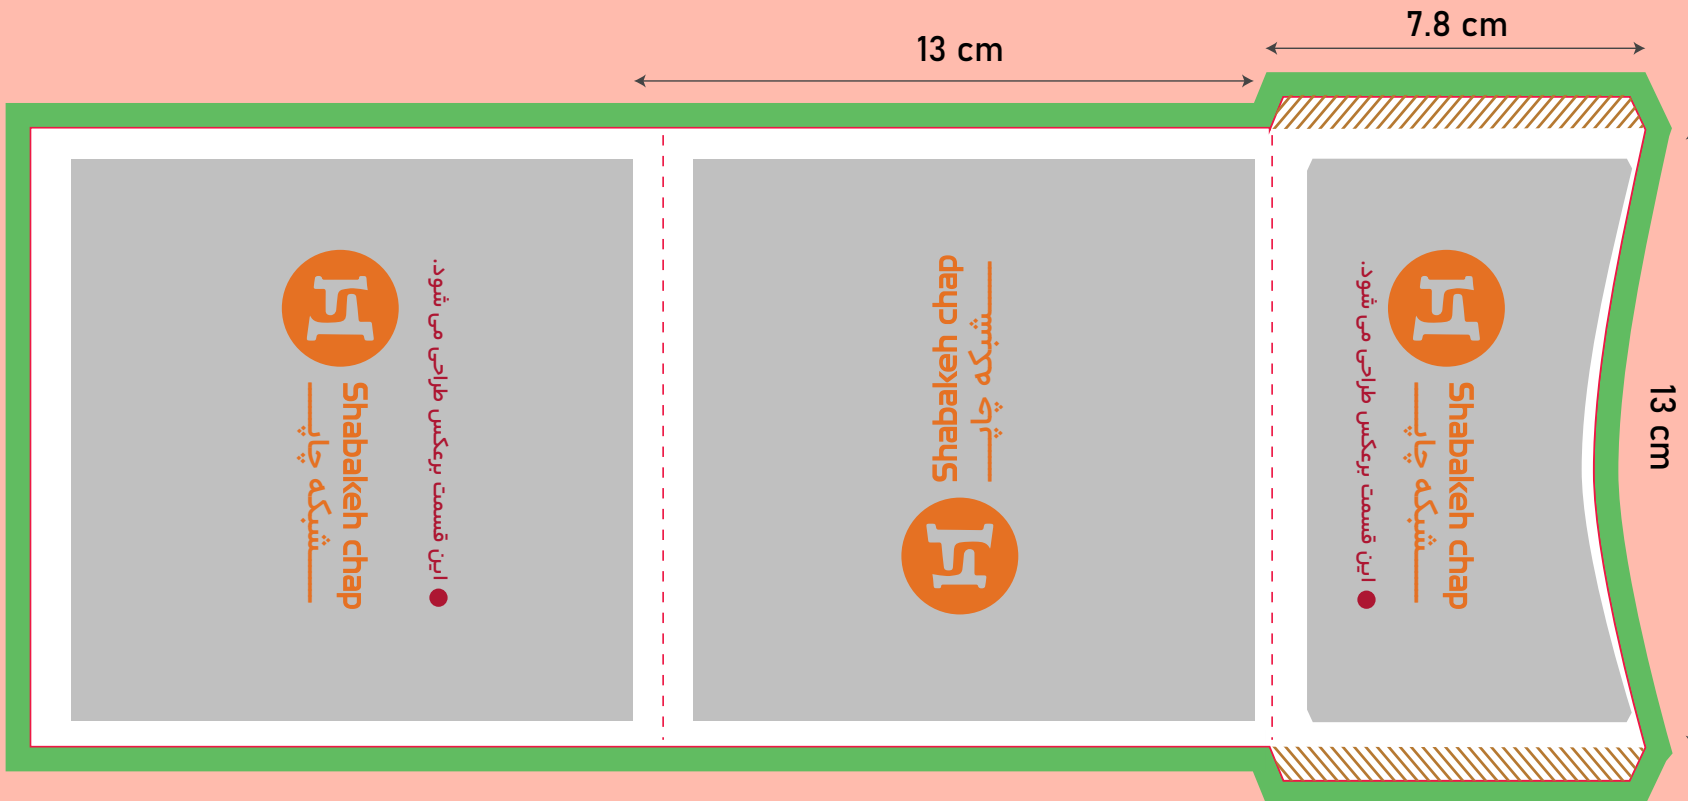 7.8 cm
13 cm
13 cm
Shabakeh chap
شبکه چاپ
● این قسمت برعکس طراحی می شود.
Shabakeh chap
شبکه چاپ
Shabakeh chap
شبکه چاپ
● این قسمت برعکس طراحی می شود.